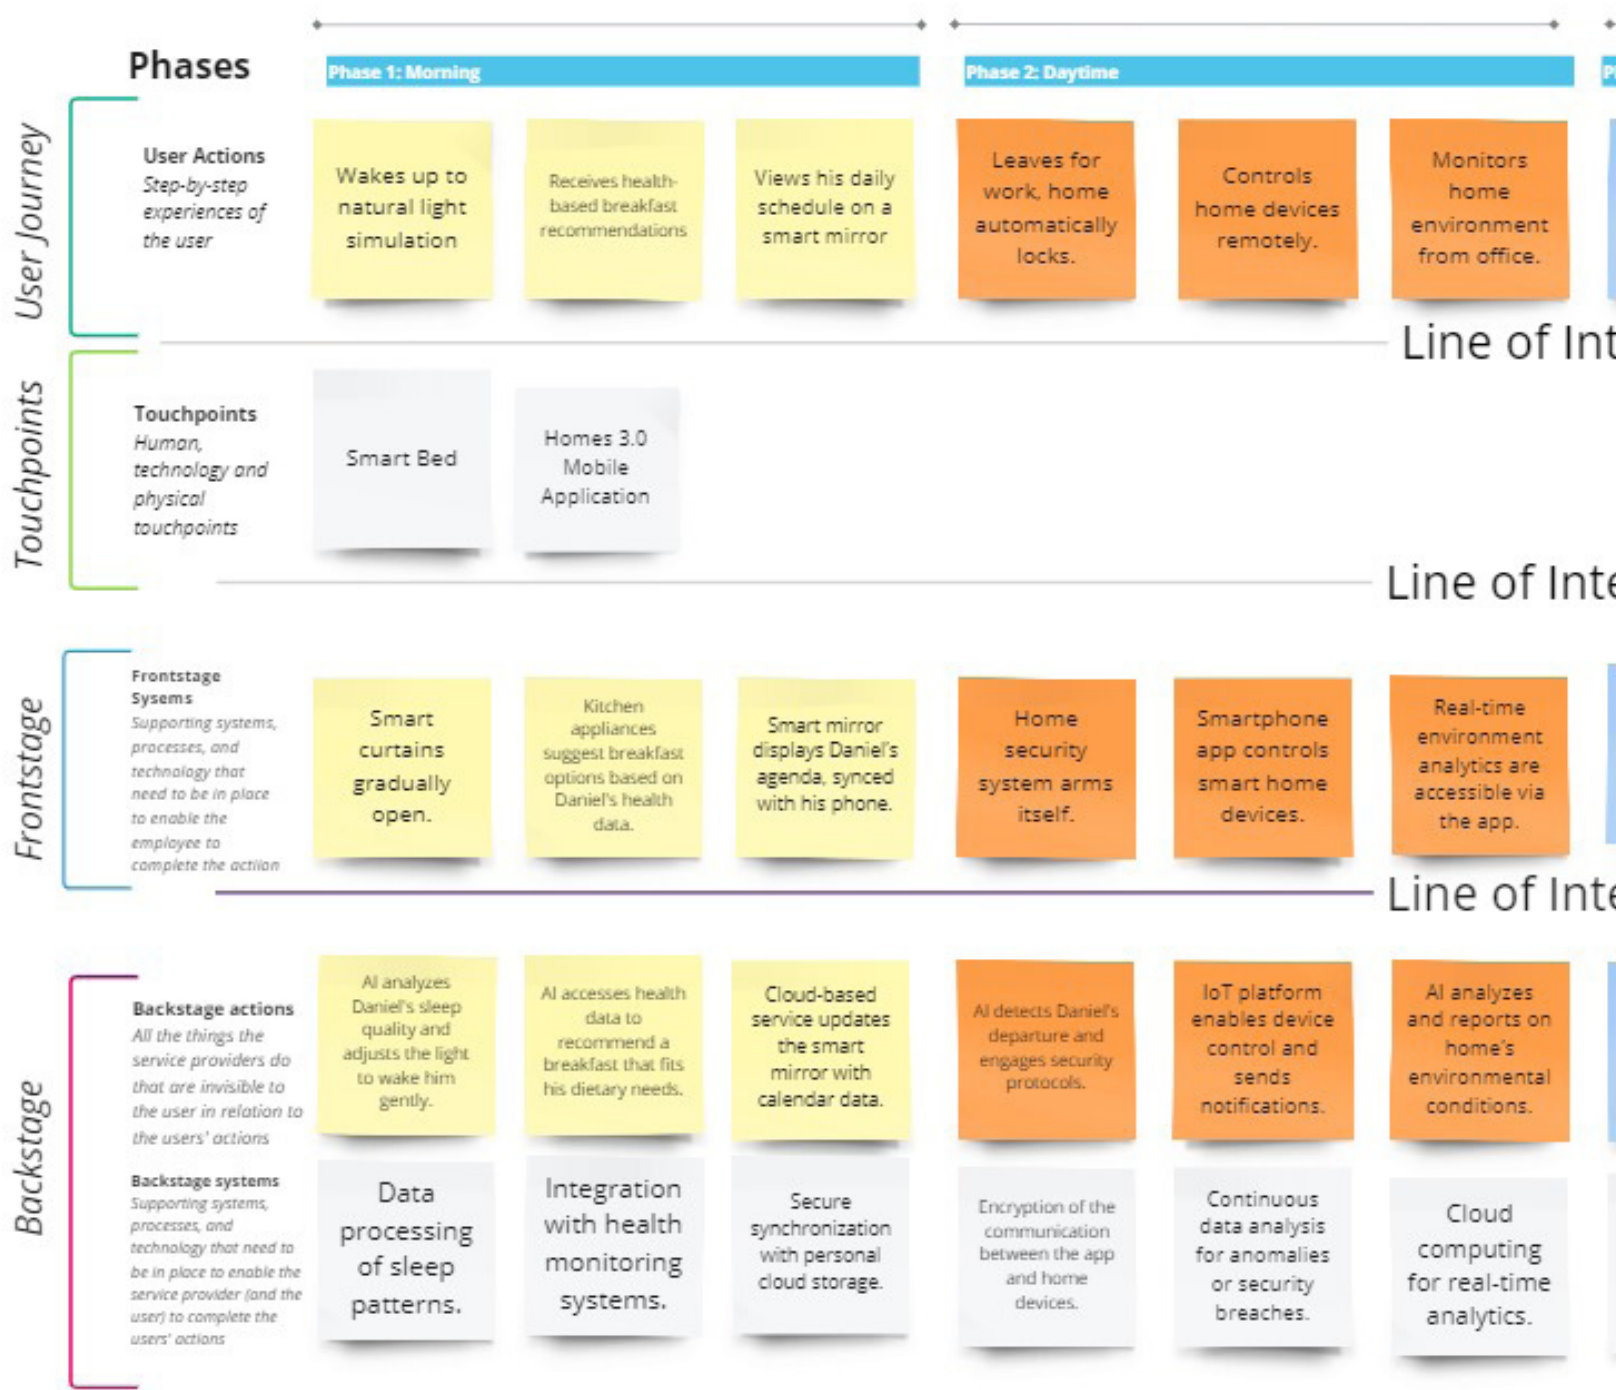 Phases
Phase 1: Morning
Phase 2: Daytime
User Journey
User Actions
Step-by-step
experiences of
the user
Wakes up to
natural light
simulation
Receives health-
based breakfast
recommendations
Views his daily
schedule on a
smart mirror
Leaves for
work, home
automatically
locks.
Controls
home devices
remotely.
Monitors
home
environment
from office.
Line of Int
Touchpoints
Touchpoints
Human,
technology and
physical
touchpoints
Smart Bed
Homes 3.0
Mobile
Application
Line of Inte
Frontstage
Frontstage
Sysems
Supporting systems,
processes, and
technology that
need to be in place
to enable the
employee to
complete the actiion
Smart
curtains
gradually
open.
Kitchen
appliances
suggest breakfast
options based on
Daniel's health
data.
Smart mirror
displays Daniel's
agenda, synced
with his phone.
Home
security
system arms
itself.
Smartphone
app controls
smart home
devices.
Real-time
environment
analytics are
accessible via
the app.
Line of Inte
Backstage
Backstage actions
All the things the
service providers do
that are invisible to
the user in relation to
the users' actions
AI analyzes
Daniel's sleep
quality and
adjusts the light
to wake him
gently.
AI accesses health
data to
recommend a
breakfast that fits
his dietary needs.
Cloud-based
service updates
the smart
mirror with
calendar data.
AI detects Daniel's
departure and
engages security
protocols.
IoT platform
enables device
control and
sends
notifications.
AI analyzes
and reports on
home's
environmental
conditions.
Backstage systems
Supporting systems,
processes, and
technology that need to
be in place to enable the
service provider (and the
user) to complete the
users' actions
Data
processing
of sleep
patterns.
Integration
with health
monitoring
systems.
Secure
synchronization
with personal
cloud storage.
Encryption of the
communication
between the app
and home
devices.
Continuous
data analysis
for anomalies
or security
breaches.
Cloud
computing
for real-time
analytics.